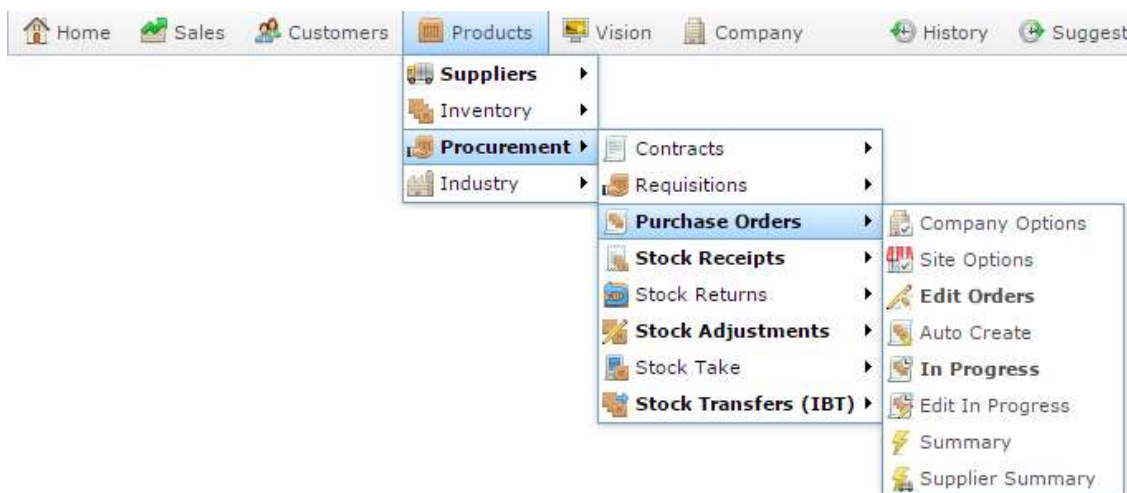 Home Sales Customers Products Vision Company History Suggest
Suppliers
Inventory
Procurement
Industry
Contracts
Requisitions
Purchase Orders
Stock Receipts
Stock Returns
Stock Adjustments
Stock Take
Stock Transfers (IBT)
Company Options
Site Options
Edit Orders
Auto Create
In Progress
Edit In Progress
Summary
Supplier Summary